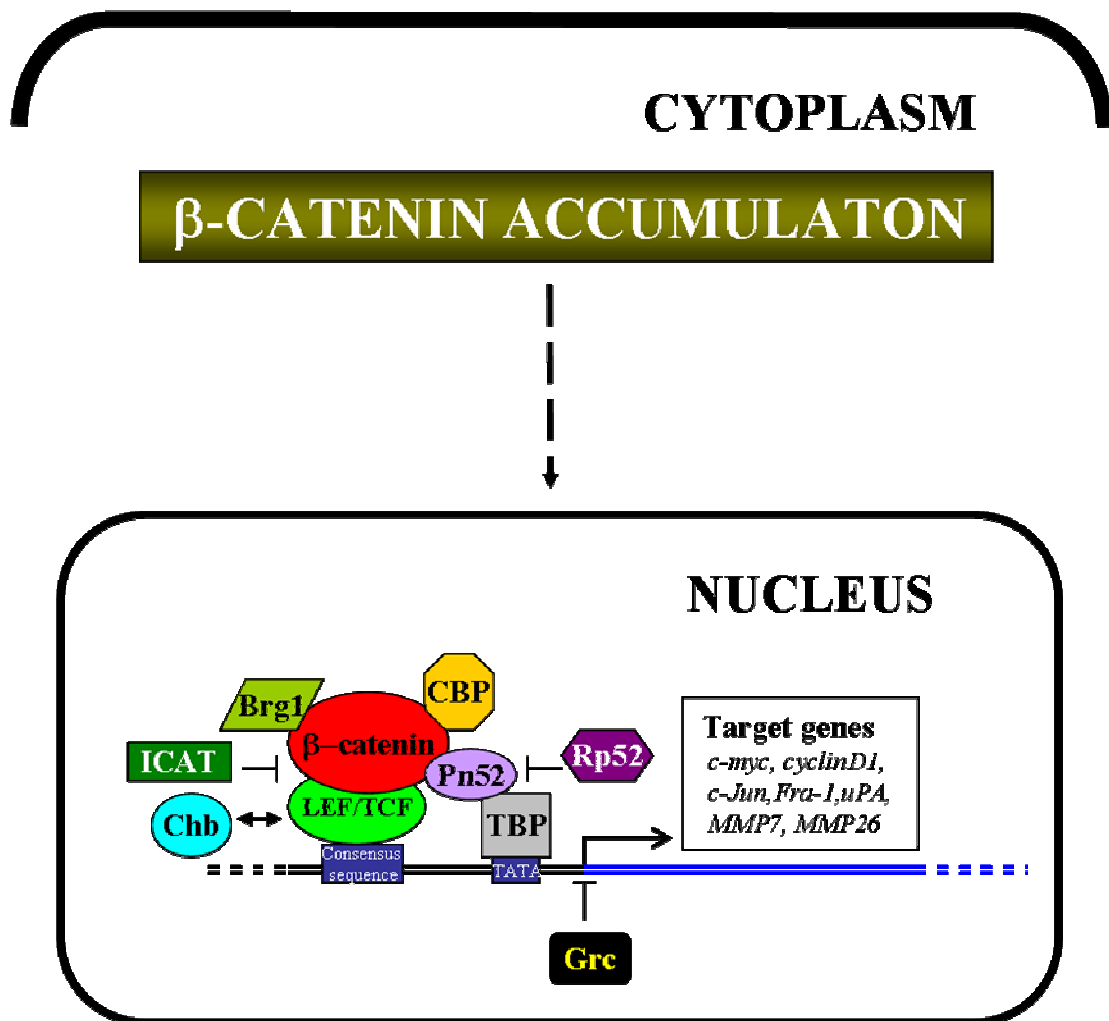 CYTOPLASM
β-CATENIN ACCUMULATON
NUCLEUS
Brg1
CBP
β–catenin
ICAT
Pn52
Rp52
Chb
LEF/TCF
TBP
Consensus
sequence
TATA
Target genes
c-myc, cyclinD1,
c-Jun,Fra-1,uPA,
MMP7, MMP26
Grc